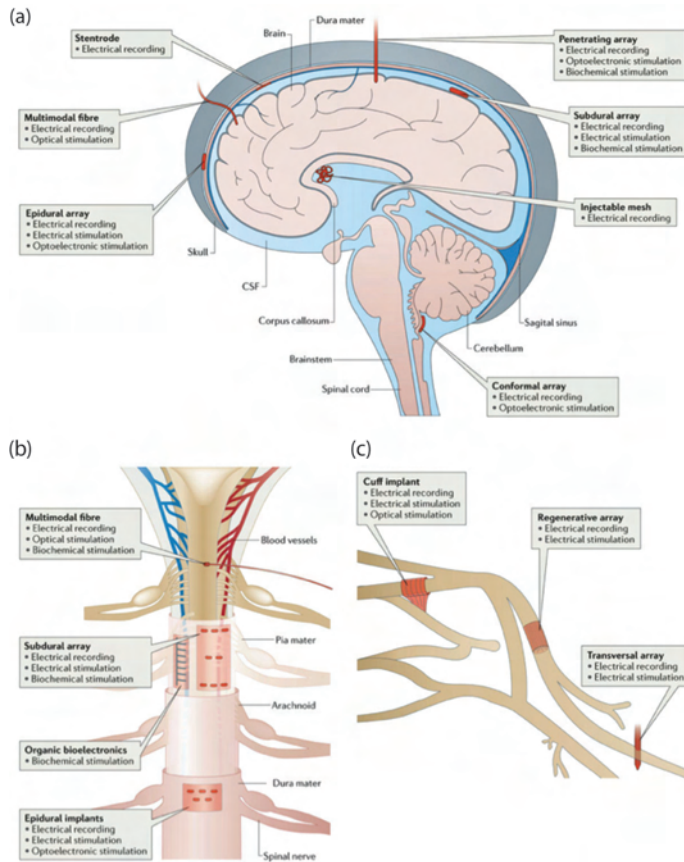 (a)
Stentrode
▪ Electrical recording
Brain
Dura mater
Penetrating array
▪ Electrical recording
▪ Optoelectronic stimulation
▪ Biochemical stimulation
Multimodal fibre
▪ Electrical recording
▪ Optical stimulation
Subdural array
▪ Electrical recording
▪ Electrical stimulation
▪ Biochemical stimulation
Epidural array
▪ Electrical recording
▪ Electrical stimulation
▪ Optoelectronic stimulation
Injectable mesh
▪ Electrical recording
Skull
CSF
Corpus callosum
Sagital sinus
Cerebellum
Brainstem
Spinal cord
Conformal array
▪ Electrical recording
▪ Optoelectronic stimulation
(b)
Multimodal fibre
▪ Electrical recording
▪ Optical stimulation
▪ Biochemical stimulation
Blood vessels
Subdural array
▪ Electrical recording
▪ Electrical stimulation
▪ Biochemical stimulation
Pia mater
Arachnoid
Organic bioelectronics
▪ Biochemical stimulation
Dura mater
Epidural implants
▪ Electrical recording
▪ Electrical stimulation
▪ Optoelectronic stimulation
Spinal nerve
(c)
Cuff implant
▪ Electrical recording
▪ Electrical stimulation
▪ Optical stimulation
Regenerative array
▪ Electrical recording
▪ Electrical stimulation
Transversal array
▪ Electrical recording
▪ Electrical stimulation